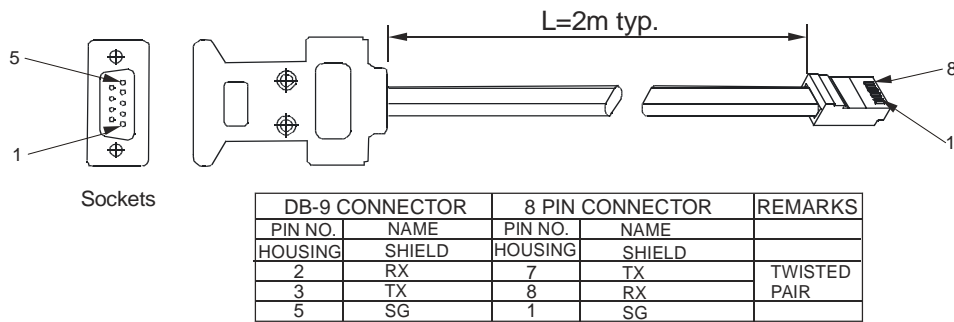 L=2m typ.
5
8
1
1
Sockets
DB-9 CONNECTOR 8 PIN CONNECTOR REMARKS
PIN NO. NAME PIN NO. NAME
HOUSING SHIELD HOUSING SHIELD
2 RX 7 TX TWISTED
3 TX 8 RX PAIR
5 SG 1 SG